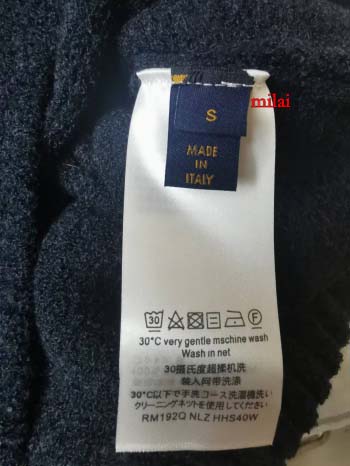 S
milai
MADE
IN
ITALY
30
30°C very gentle mschine wash
Wash in net
30摄氏度超揉机洗
输入网带洗涤
30°C以下で手洗コース洗濯機洗い
クリーニングネットを使用してください
RM192Q NLZ HHS40W